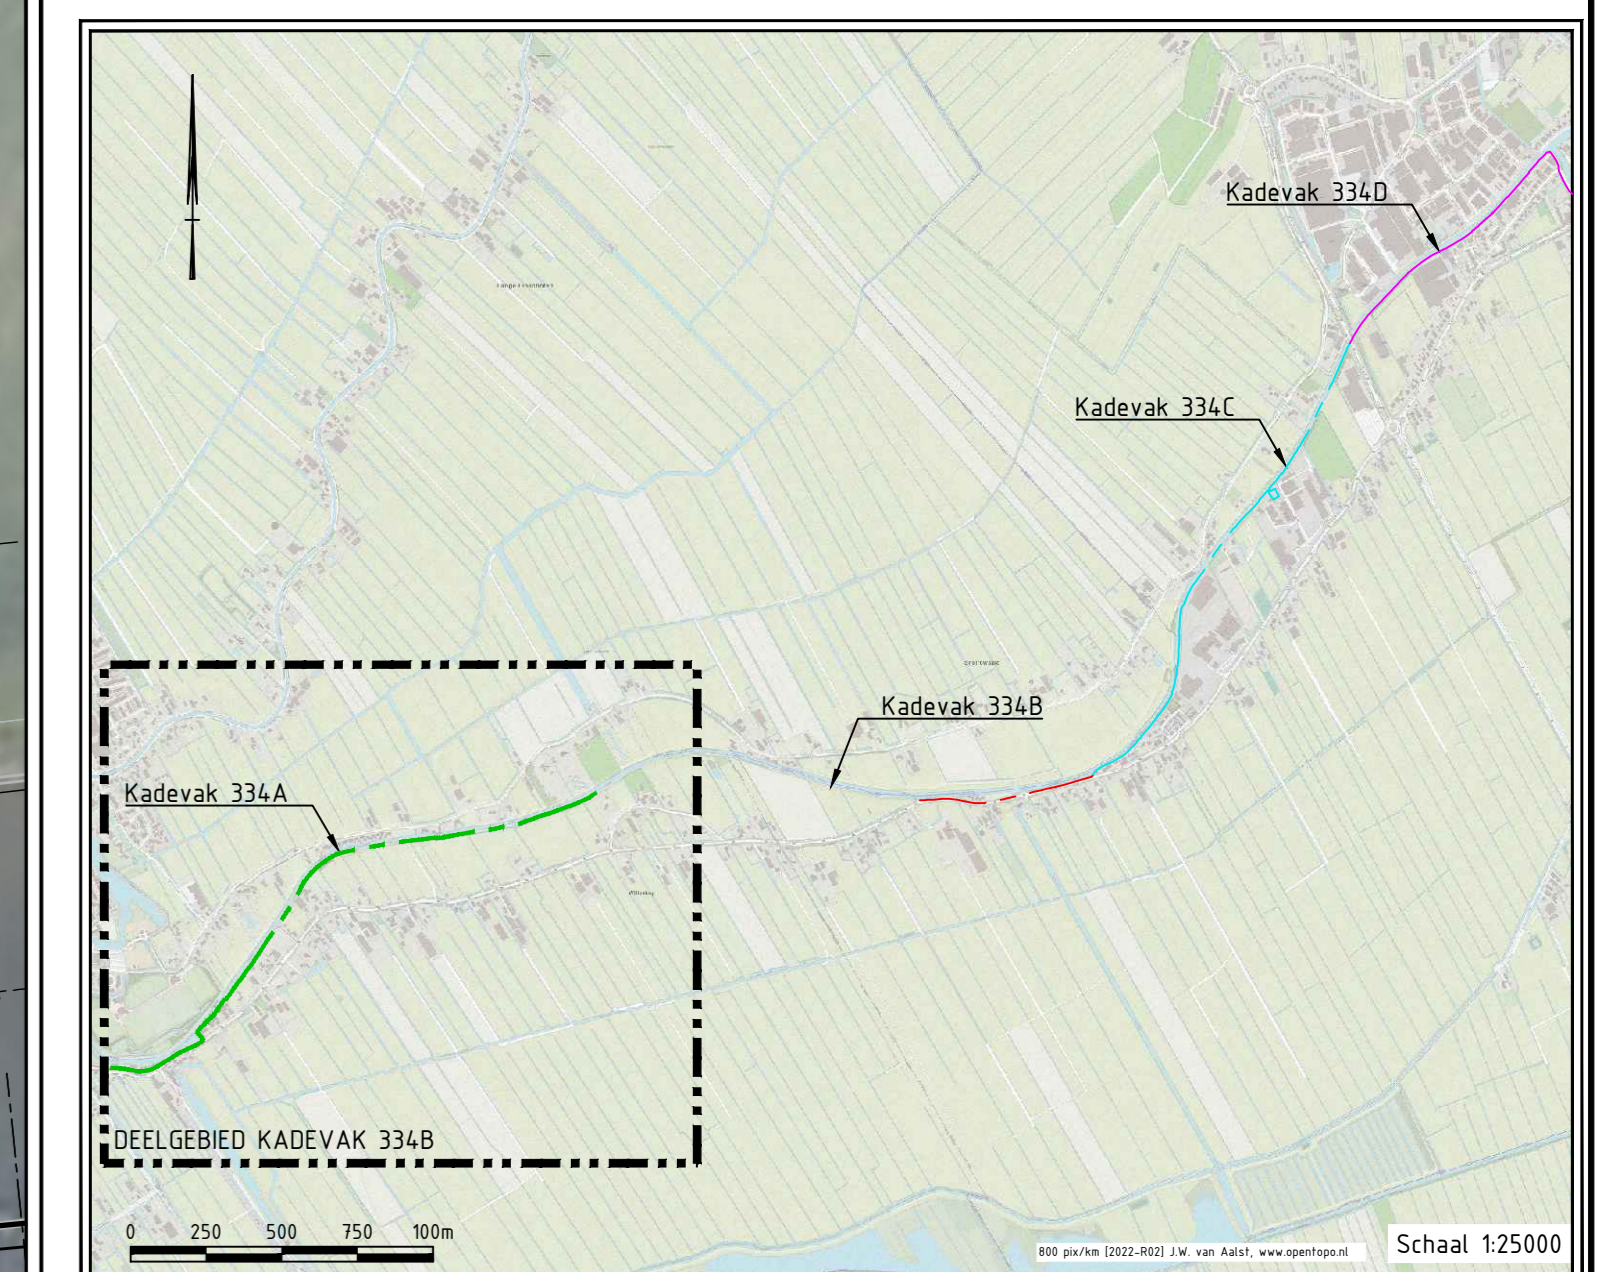 Kadevak 334D
Kadevak 334C
Kadevak 334B
Kadevak 334A
DEELGEBIED KADEVAK 334B
0 250 500 750 100m
800 pix/km [2022-R02] J.W. van Aalst, www.opentopo.nl
Schaal 1:25000